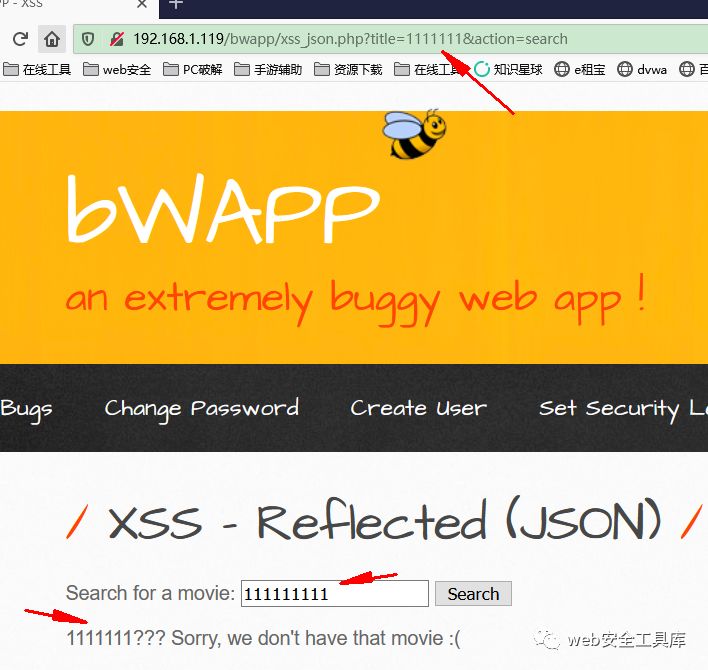 - XSS
192.168.1.119/bwapp/xss_json.php?title=1111111&action=search
在线工具 web安全 PC破解 手游辅助 资源下载 在线工具 知识星球 e租宝 dvwa 百
bWAPP
an extremely buggy web app !
Bugs Change Password Create User Set Security Le
/ XSS - Reflected (JSON) /
Search for a movie: 111111111 Search
1111111??? Sorry, we don't have that movie :(
web安全工具库